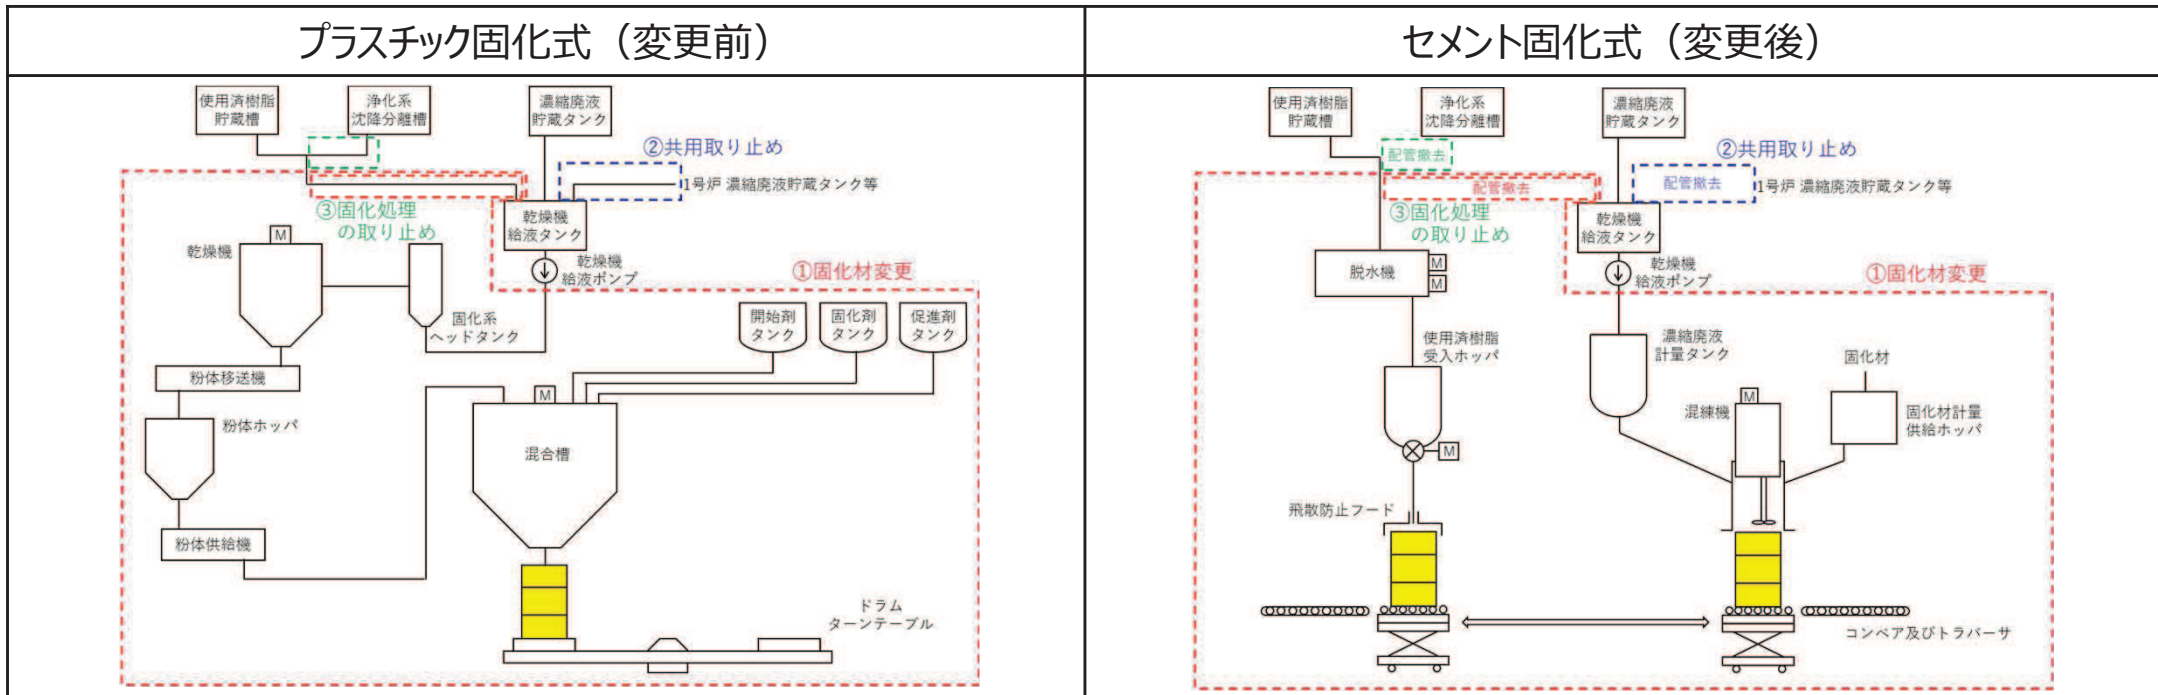 プラスチック固化式（変更前）
使用済樹脂
貯蔵槽
浄化系
沈降分離槽
濃縮廃液
貯蔵タンク
②共用取り止め
1号炉 濃縮廃液貯蔵タンク等
③固化処理
の取り止め
乾燥機
給液タンク
M
乾燥機
乾燥機
給液ポンプ
①固化材変更
固化系
ヘッドタンク
開始剤
タンク
固化剤
タンク
促進剤
タンク
粉体移送機
M
粉体ホッパ
混合槽
粉体供給機
ドラム
ターンテーブル
セメント固化式（変更後）
使用済樹脂
貯蔵槽
浄化系
沈降分離槽
濃縮廃液
貯蔵タンク
配管撤去
②共用取り止め
配管撤去
配管撤去
1号炉 濃縮廃液貯蔵タンク等
③固化処理
の取り止め
乾燥機
給液タンク
脱水機
M
M
乾燥機
給液ポンプ
①固化材変更
使用済樹脂
受入ホッパ
濃縮廃液
計量タンク
固化材
M
混練機
固化材計量
供給ホッパ
M
飛散防止フード
コンベア及びトラバーサ